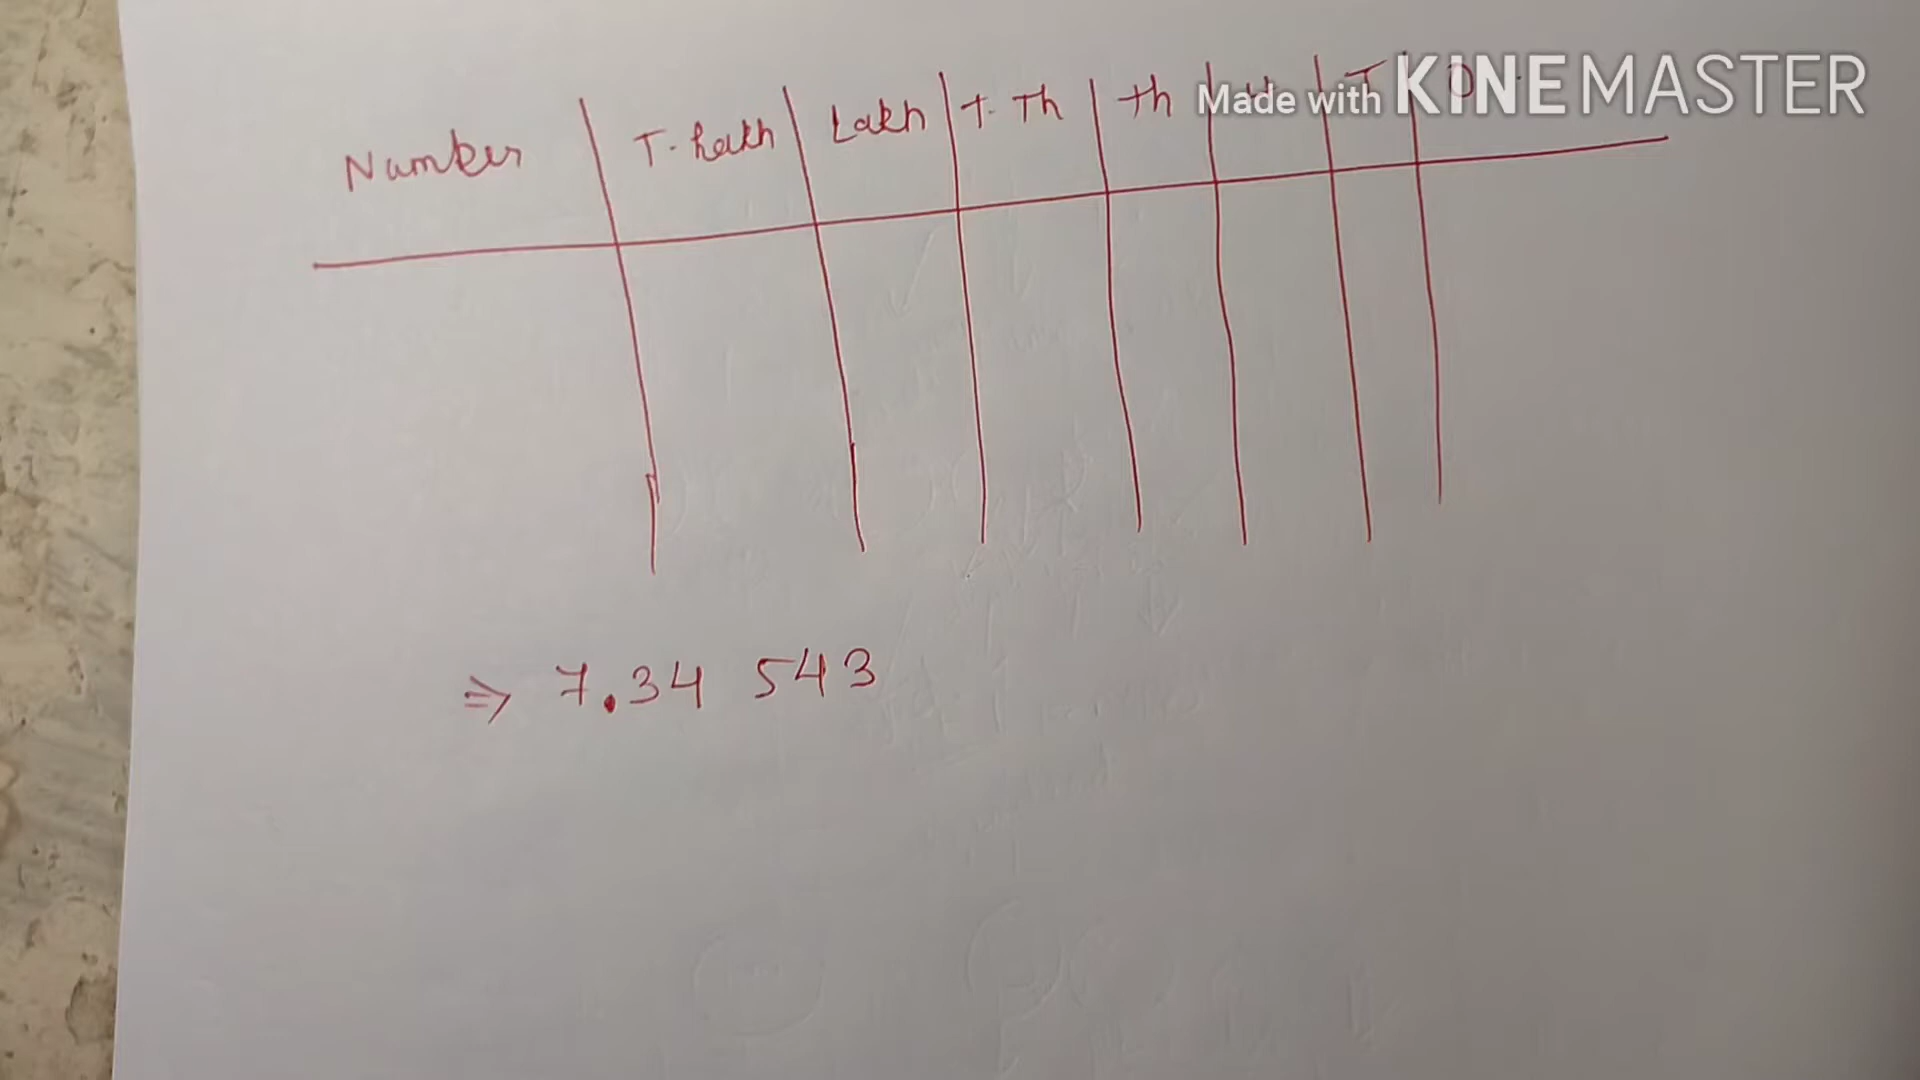 Number T. Lakh Lakh T. Th Th H T O
Made with KINEMASTER
⇒ 7.34 543